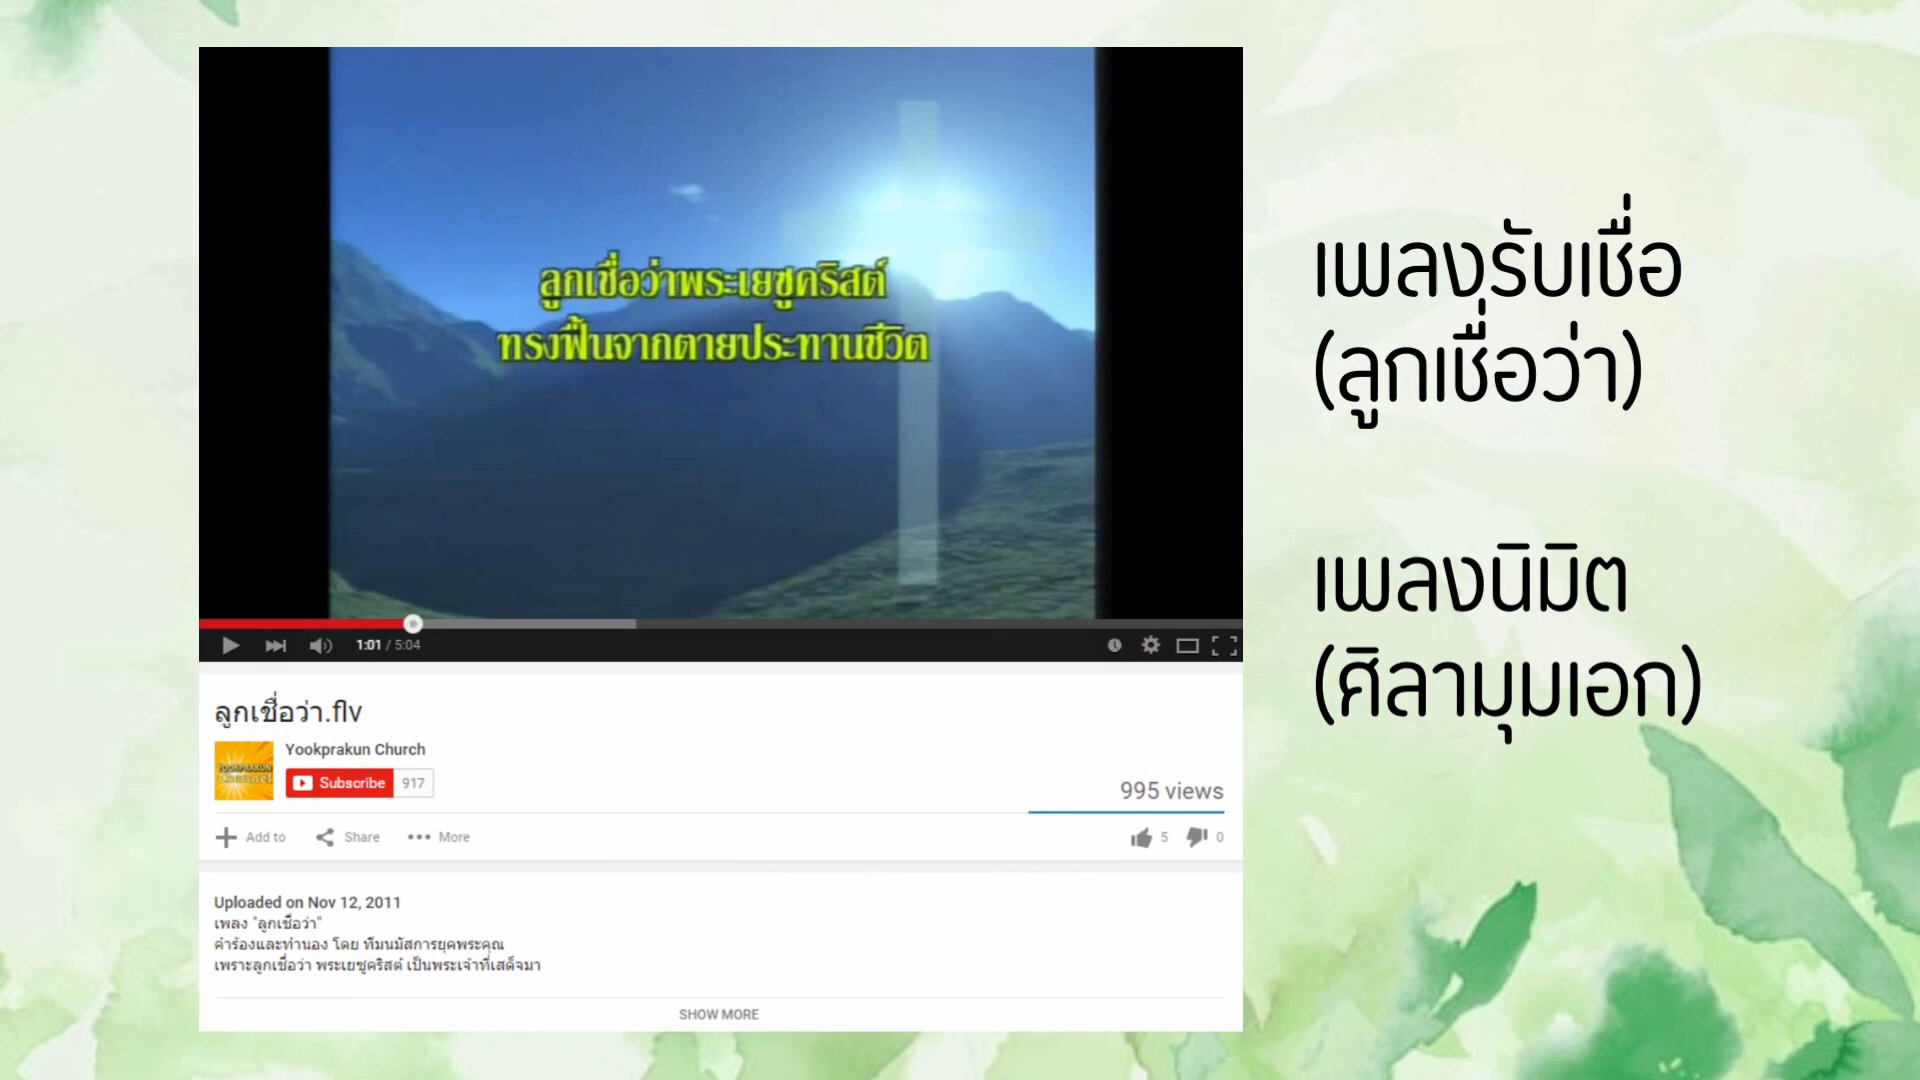 ลูกเชื่อว่าพระเยซูคริสต์
ทรงฟื้นจากตายประทานชีวิต
1:01 / 5:04
ลูกเชื่อว่า.flv
YOOKPRAKUN
Channel
Yookprakun Church
Subscribe 917
995 views
Add to Share More 5 0
Uploaded on Nov 12, 2011
เพลง "ลูกเชื่อว่า"
คำร้องและทำนอง โดย ทีมนมัสการยุคพระคุณ
เพราะลูกเชื่อว่า พระเยซูคริสต์ เป็นพระเจ้าที่เสด็จมา
SHOW MORE
เพลงรับเชื่อ
(ลูกเชื่อว่า)
เพลงนิมิต
(ศิลามุมเอก)